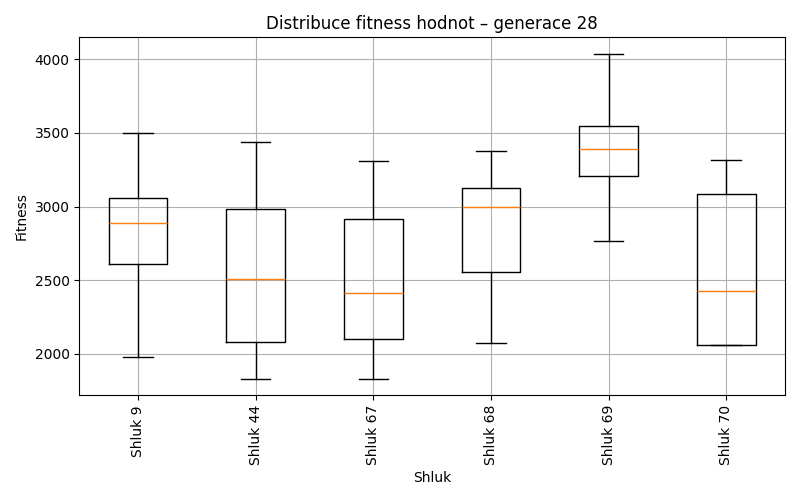 Distribuce fitness hodnot – generace 28
Fitness
4000
3500
3000
2500
2000
Shluk 9
Shluk 44
Shluk 67
Shluk 68
Shluk 69
Shluk 70
Shluk